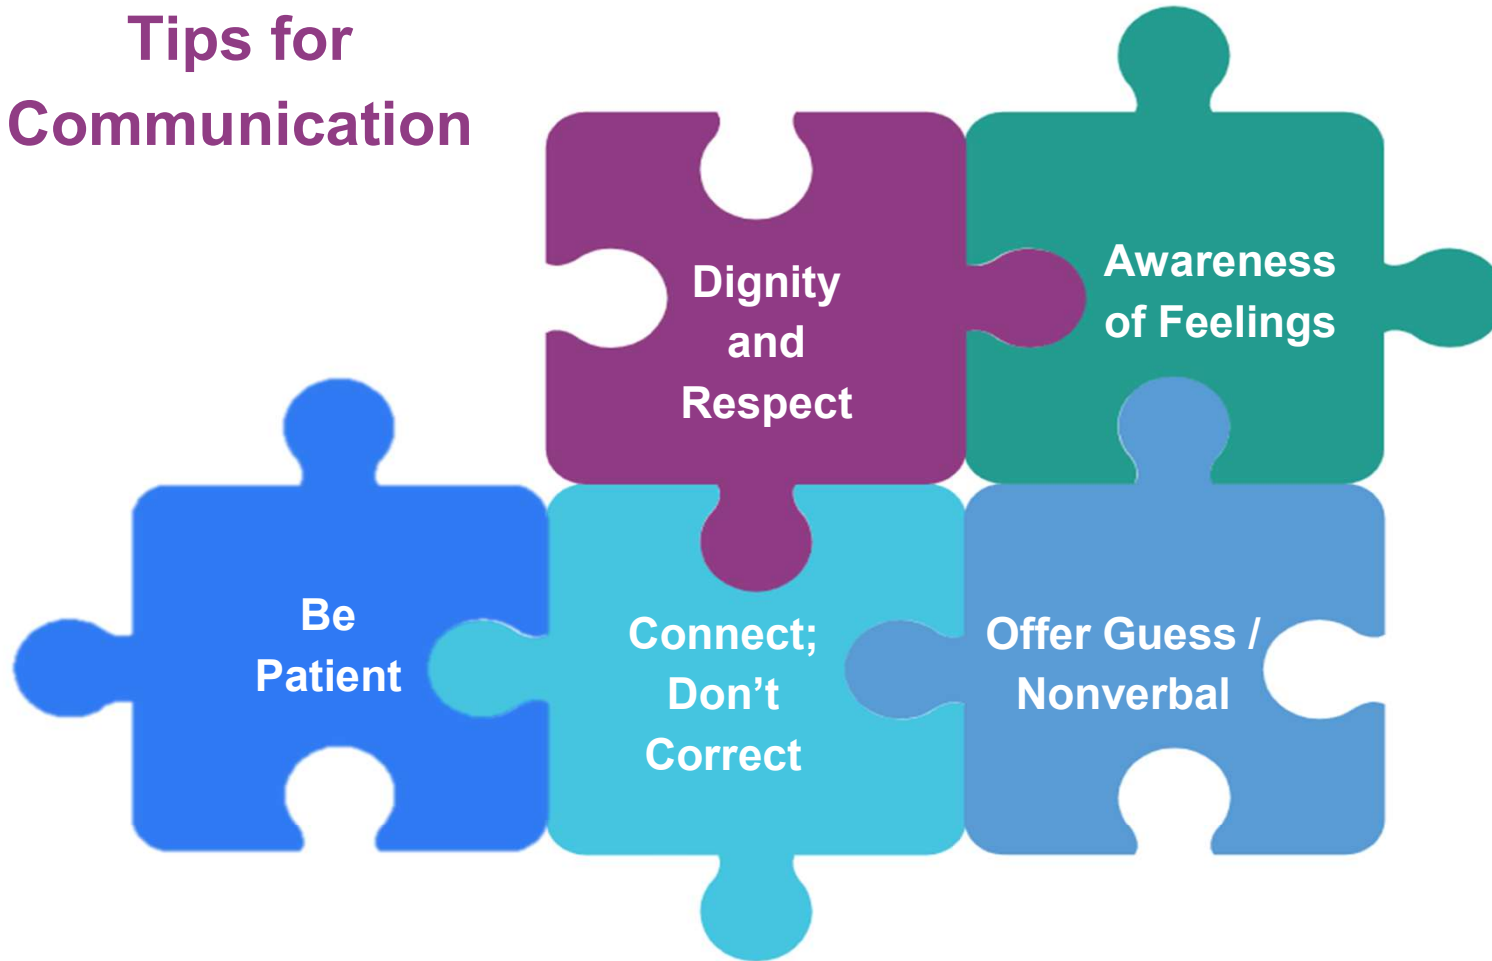 Tips for
Communication
Dignity
and
Respect
Awareness
of Feelings
Be
Patient
Connect;
Don’t
Correct
Offer Guess /
Nonverbal